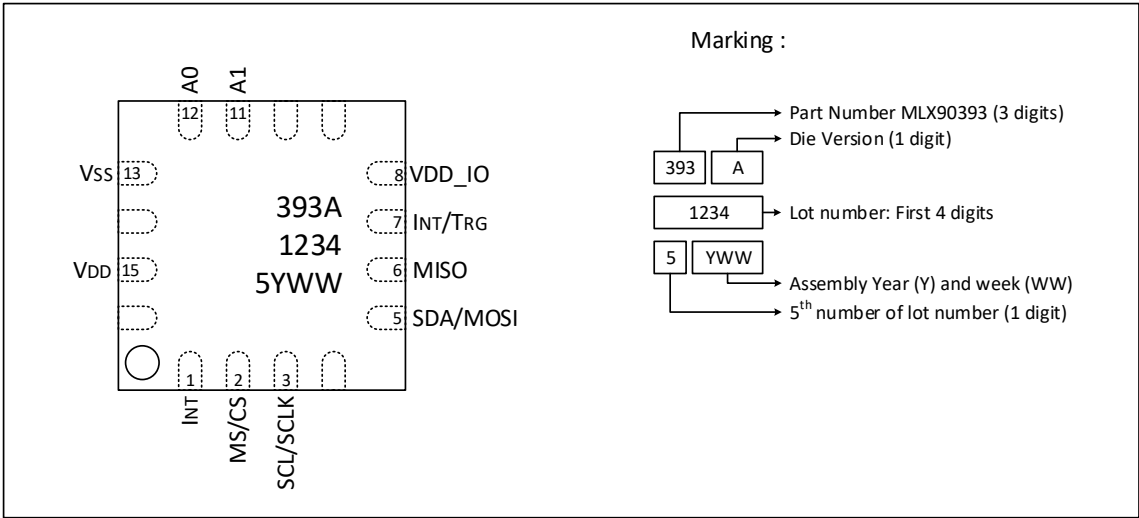 Marking :
A0
A1
12
11
Vss
13
8
VDD_IO
7
INT/TRG
VDD
15
6
MISO
5
SDA/MOSI
393A
1234
5YWW
1
2
3
INT
MS/CS
SCL/SCLK
Part Number MLX90393 (3 digits)
Die Version (1 digit)
393
A
1234
Lot number: First 4 digits
5
YWW
Assembly Year (Y) and week (WW)
5th number of lot number (1 digit)